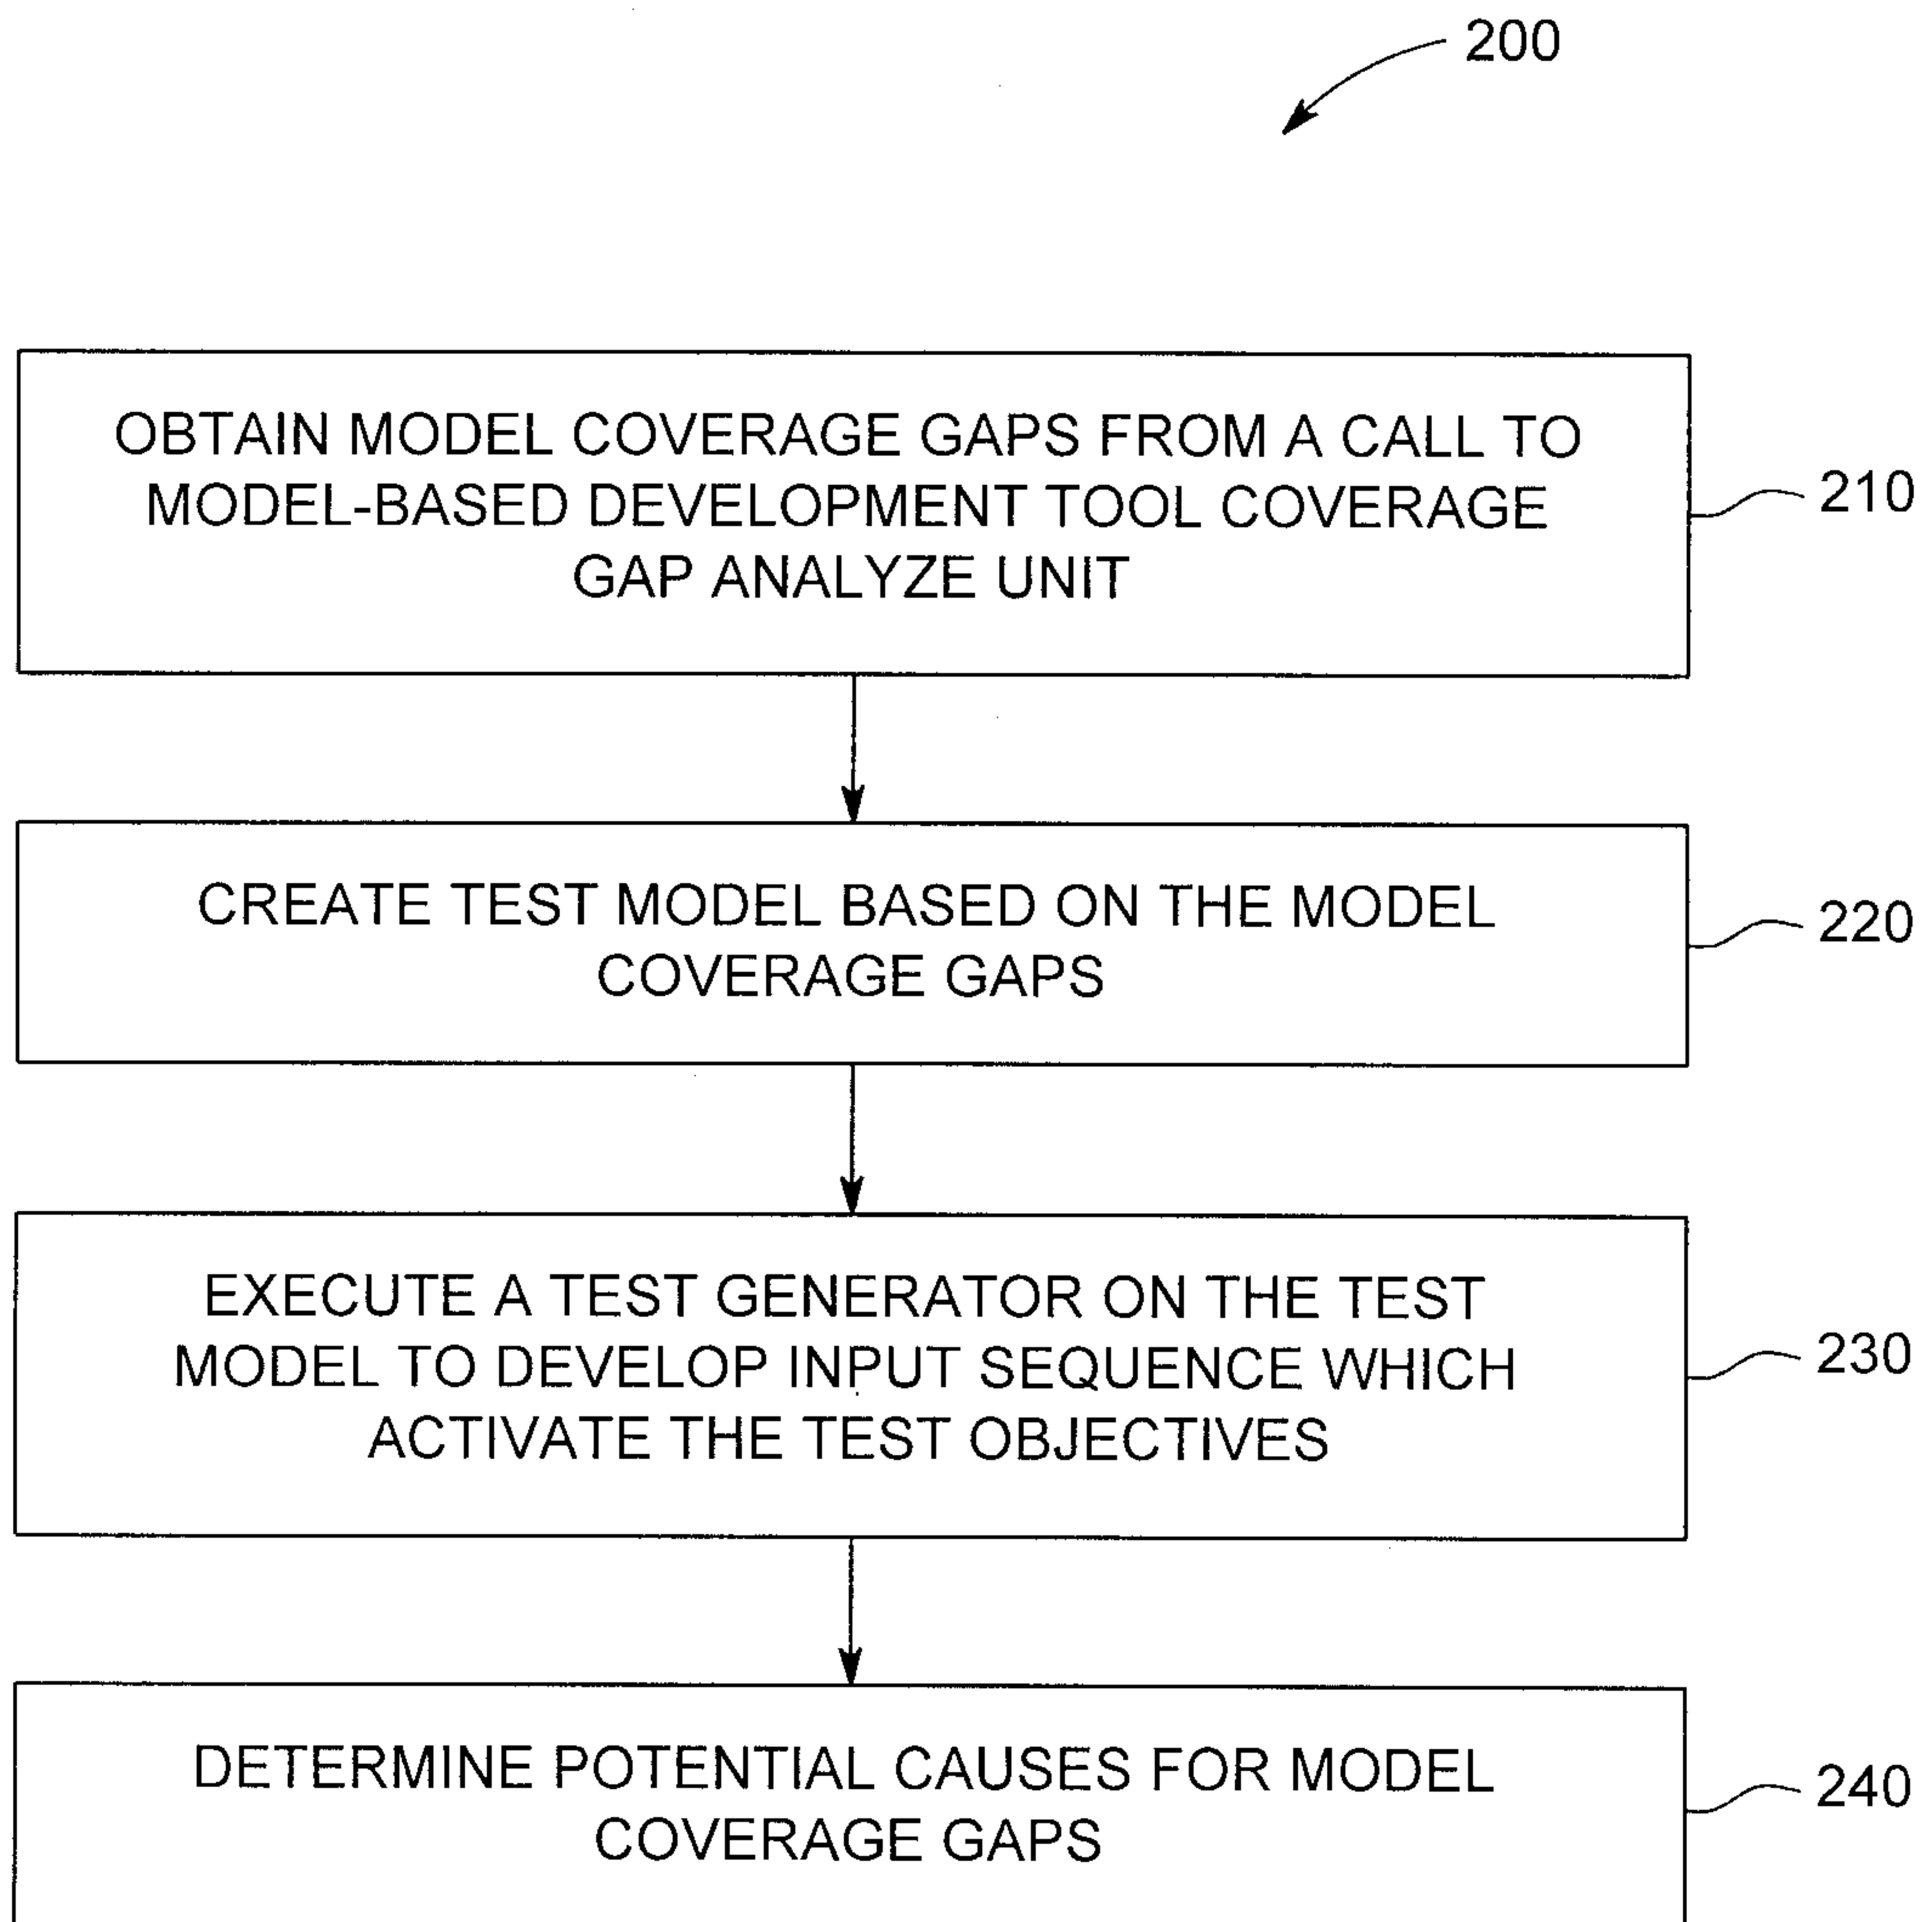 200
OBTAIN MODEL COVERAGE GAPS FROM A CALL TO
MODEL-BASED DEVELOPMENT TOOL COVERAGE
GAP ANALYZE UNIT
210
CREATE TEST MODEL BASED ON THE MODEL
COVERAGE GAPS
220
EXECUTE A TEST GENERATOR ON THE TEST
MODEL TO DEVELOP INPUT SEQUENCE WHICH
ACTIVATE THE TEST OBJECTIVES
230
DETERMINE POTENTIAL CAUSES FOR MODEL
COVERAGE GAPS
240